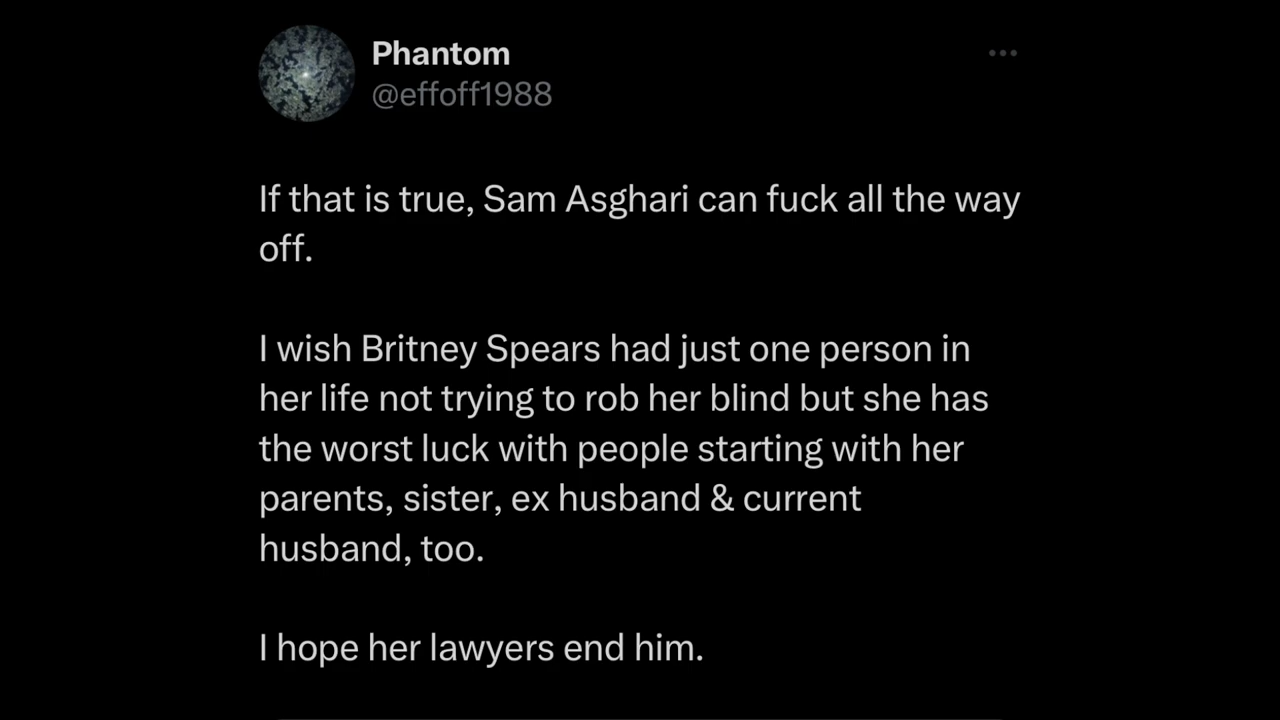 Phantom
@effoff1988
If that is true, Sam Asghari can fuck all the way
off.
I wish Britney Spears had just one person in
her life not trying to rob her blind but she has
the worst luck with people starting with her
parents, sister, ex husband & current
husband, too.
I hope her lawyers end him.